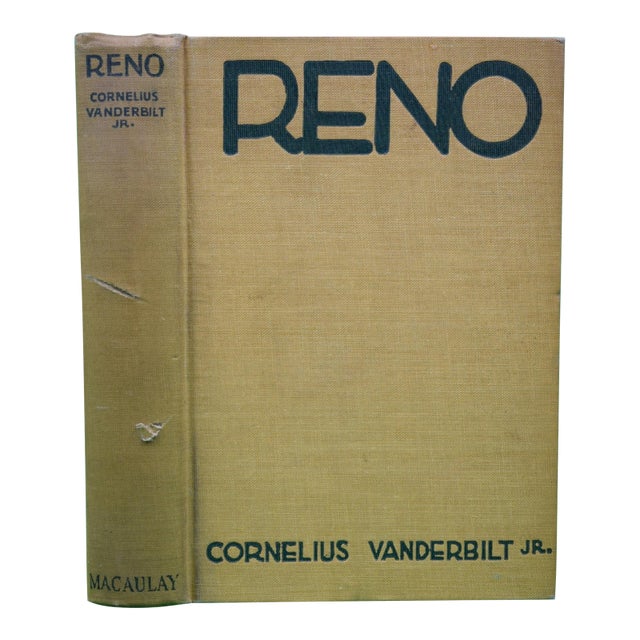 RENO
CORNELIUS
VANDERBILT
JR.
MACAULAY
RENO
CORNELIUS VANDERBILT JR.